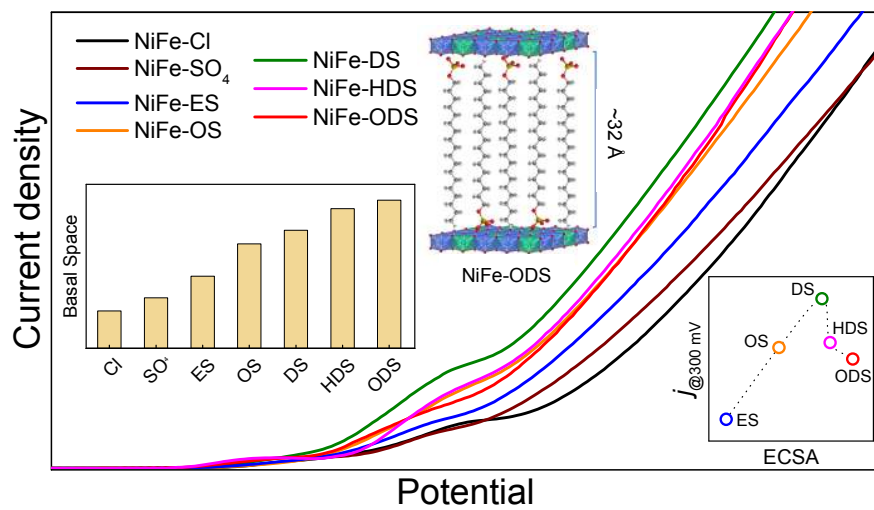 NiFe-Cl
NiFe-SO₄
NiFe-ES
NiFe-OS
NiFe-DS
NiFe-HDS
NiFe-ODS
~32 Å
NiFe-ODS
Current density
Potential
Basal Space
Cl
SO⁴
ES
OS
DS
HDS
ODS
j@300 mV
DS
OS
HDS
ODS
ES
ECSA